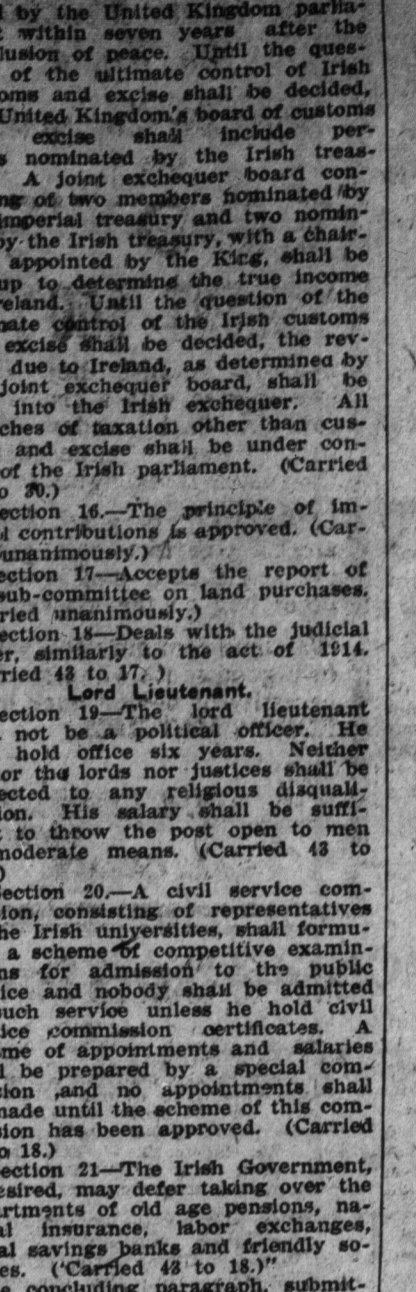 by the United Kingdom parlia-
within seven years after the
lusion of peace. Until the ques-
of the ultimate control of Irish
oms and excise shall be decided,
United Kingdom's board of customs
excise shall include per-
s nominated by the Irish treas-
A joint exchequer board con-
ng of two members nominated by
imperial treasury and two nomin-
by the Irish treasury, with a chair-
appointed by the King, shall be
up to determine the true income
reland. Until the question of the
nate control of the Irish customs
excise shall be decided, the rev-
due to Ireland, as determined by
joint exchequer board, shall be
into the Irish exchequer. All
ches of taxation other than cus-
and excise shall be under con-
of the Irish parliament. (Carried
o 30.)
ection 16.—The principle of im-
l contributions is approved. (Car-
unanimously.)
ection 17—Accepts the report of
sub-committee on land purchases.
ried unanimously.)
ection 18—Deals with the judicial
er, similarly to the act of 1914.
rried 43 to 17.)
Lord Lieutenant.
ection 19—The lord lieutenant
not be a political officer. He
hold office six years. Neither
or the lords nor justices shall be
ected to any religious disquali-
ion. His salary shall be suffi-
t to throw the post open to men
moderate means. (Carried 43 to
)
Section 20.—A civil service com-
ion, consisting of representatives
he Irish universities, shall formu-
a scheme of competitive examin-
ns for admission to the public
ice and nobody shall be admitted
such service unless he hold civil
ice commission certificates. A
me of appointments and salaries
l be prepared by a special com-
sion ,and no appointments shall
made until the scheme of this com-
sion has been approved. (Carried
o 18.)
ection 21—The Irish Government,
esired, may defer taking over the
artments of old age pensions, na-
al insurance, labor exchanges,
al savings banks and friendly so-
es. ("Carried 43 to 18.)"
e concluding paragraph, submit-